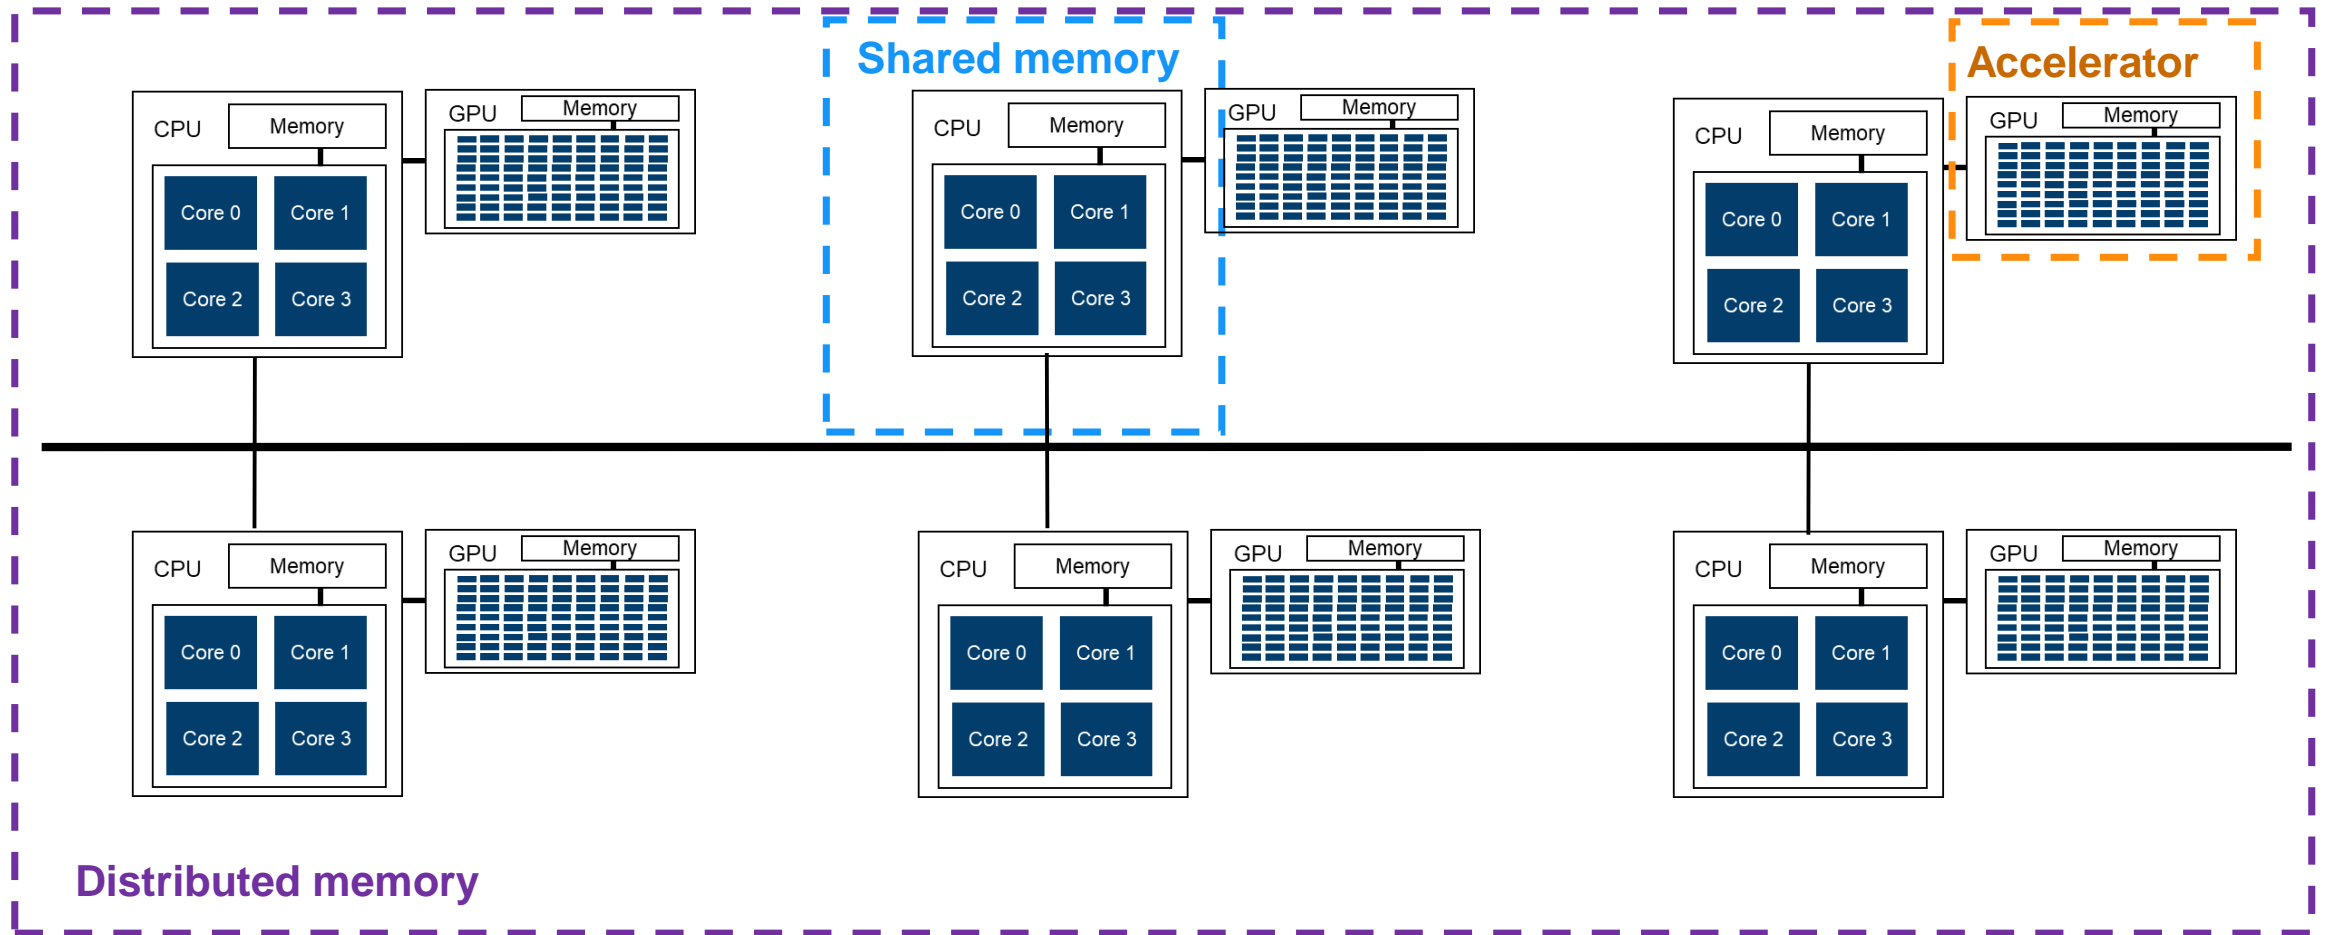 Shared memory
Accelerator
CPU
Memory
Core 0
Core 1
Core 2
Core 3
GPU
Memory
CPU
Memory
Core 0
Core 1
Core 2
Core 3
GPU
Memory
CPU
Memory
Core 0
Core 1
Core 2
Core 3
GPU
Memory
CPU
Memory
Core 0
Core 1
Core 2
Core 3
GPU
Memory
CPU
Memory
Core 0
Core 1
Core 2
Core 3
GPU
Memory
CPU
Memory
Core 0
Core 1
Core 2
Core 3
GPU
Memory
Distributed memory